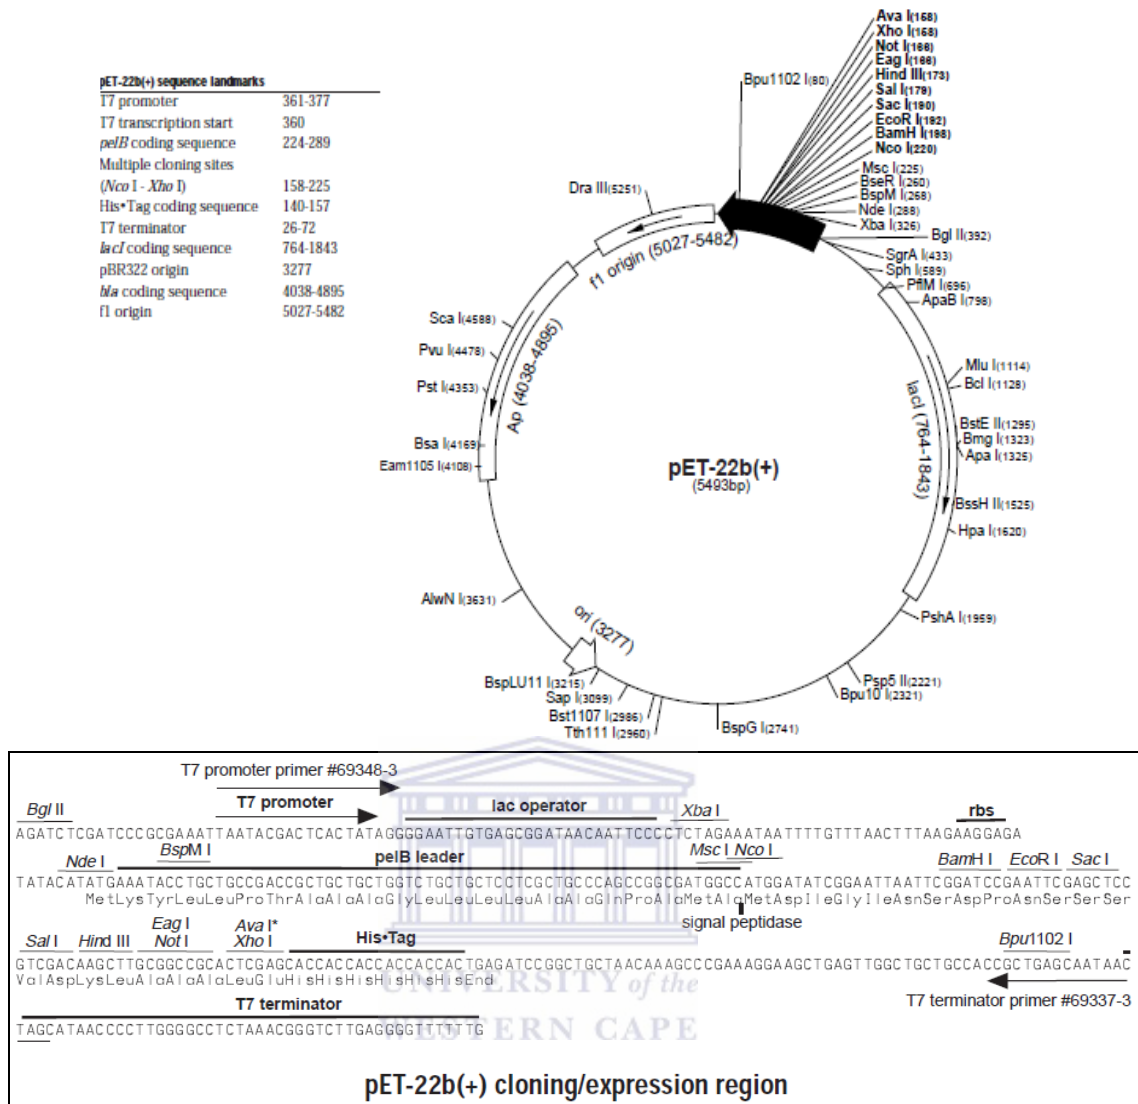 pET-22b(+) sequence landmarks
T7 promoter 361-377
T7 transcription start 360
pelB coding sequence 224-289
Multiple cloning sites
(Nco I - Xho I) 158-225
His•Tag coding sequence 140-157
T7 terminator 26-72
lacI coding sequence 764-1843
pBR322 origin 3277
bla coding sequence 4038-4895
f1 origin 5027-5482
Ava I(158)
Xho I(158)
Not I(166)
Eag I(166)
Hind III(173)
Sal I(179)
Sac I(190)
EcoR I(192)
BamH I(198)
Nco I(220)
Bpu1102 I(80)
Msc I(225)
BseR I(260)
BspM I(268)
Nde I(288)
Xba I(326)
Bgl II(392)
SgrA I(433)
Sph I(589)
PflM I(696)
ApaB I(798)
Mlu I(1114)
Bcl I(1128)
BstE II(1295)
Bmg I(1323)
Apa I(1325)
BssH II(1525)
Hpa I(1620)
PshA I(1959)
Psp5 II(2221)
Bpu10 I(2321)
BspG I(2741)
Tth111 I(2960)
Bst1107 I(2986)
Sap I(3099)
BspLU11 I(3215)
AlwN I(3631)
Eam1105 I(4108)
Bsa I(4169)
Pst I(4353)
Pvu I(4478)
Sca I(4588)
Dra III(5251)
f1 origin (5027-5482)
Ap (4038-4895)
lacI (764-1843)
ori (3277)
pET-22b(+)
(5493bp)
T7 promoter primer #69348-3
Bgl II T7 promoter lac operator Xba I rbs
AGATCTCGATCCCGCGAAATTAATACGACTCACTATAGGGGAATTGTGAGCGGATAACAATTCCCCTCTAGAAATAATTTTGTTTAACTTTAAGAAGGAGA
Nde I BspM I pelB leader Msc I Nco I BamH I EcoR I Sac I
TATACATATGAAATACCTGCTGCCGACCGCTGCTGCTGGTCTGCTGCTCCTCGCTGCCCAGCCGGCGATGGCCATGGATATCGGAATTAATTCGGATCCGAATTCGAGCTCC
MetLysTyrLeuLeuProThrAlaAlaAlaGlyLeuLeuLeuLeuAlaAlaGlnProAlaMetAlaMetAspIleGlyIleAsnSerAspProAsnSerSerSer
signal peptidase
Sal I Hind III Eag I Not I Ava I* Xho I His•Tag Bpu1102 I
GTCGACAAGCTTGCGGCCGCACTCGAGCACCACCACCACCACCACTGAGATCCGGCTGCTAACAAAGCCCGAAAGGAAGCTGAGTTGGCTGCTGCCACCGCTGAGCAATAAC
ValAspLysLeuAlaAlaAlaLeuGluHisHisHisHisHisHisEnd
T7 terminator T7 terminator primer #69337-3
TAGCATAACCCCTTGGGGCCTCTAAACGGGTCTTGAGGGGTTTTTTG
UNIVERSITY of the
WESTERN CAPE
pET-22b(+) cloning/expression region